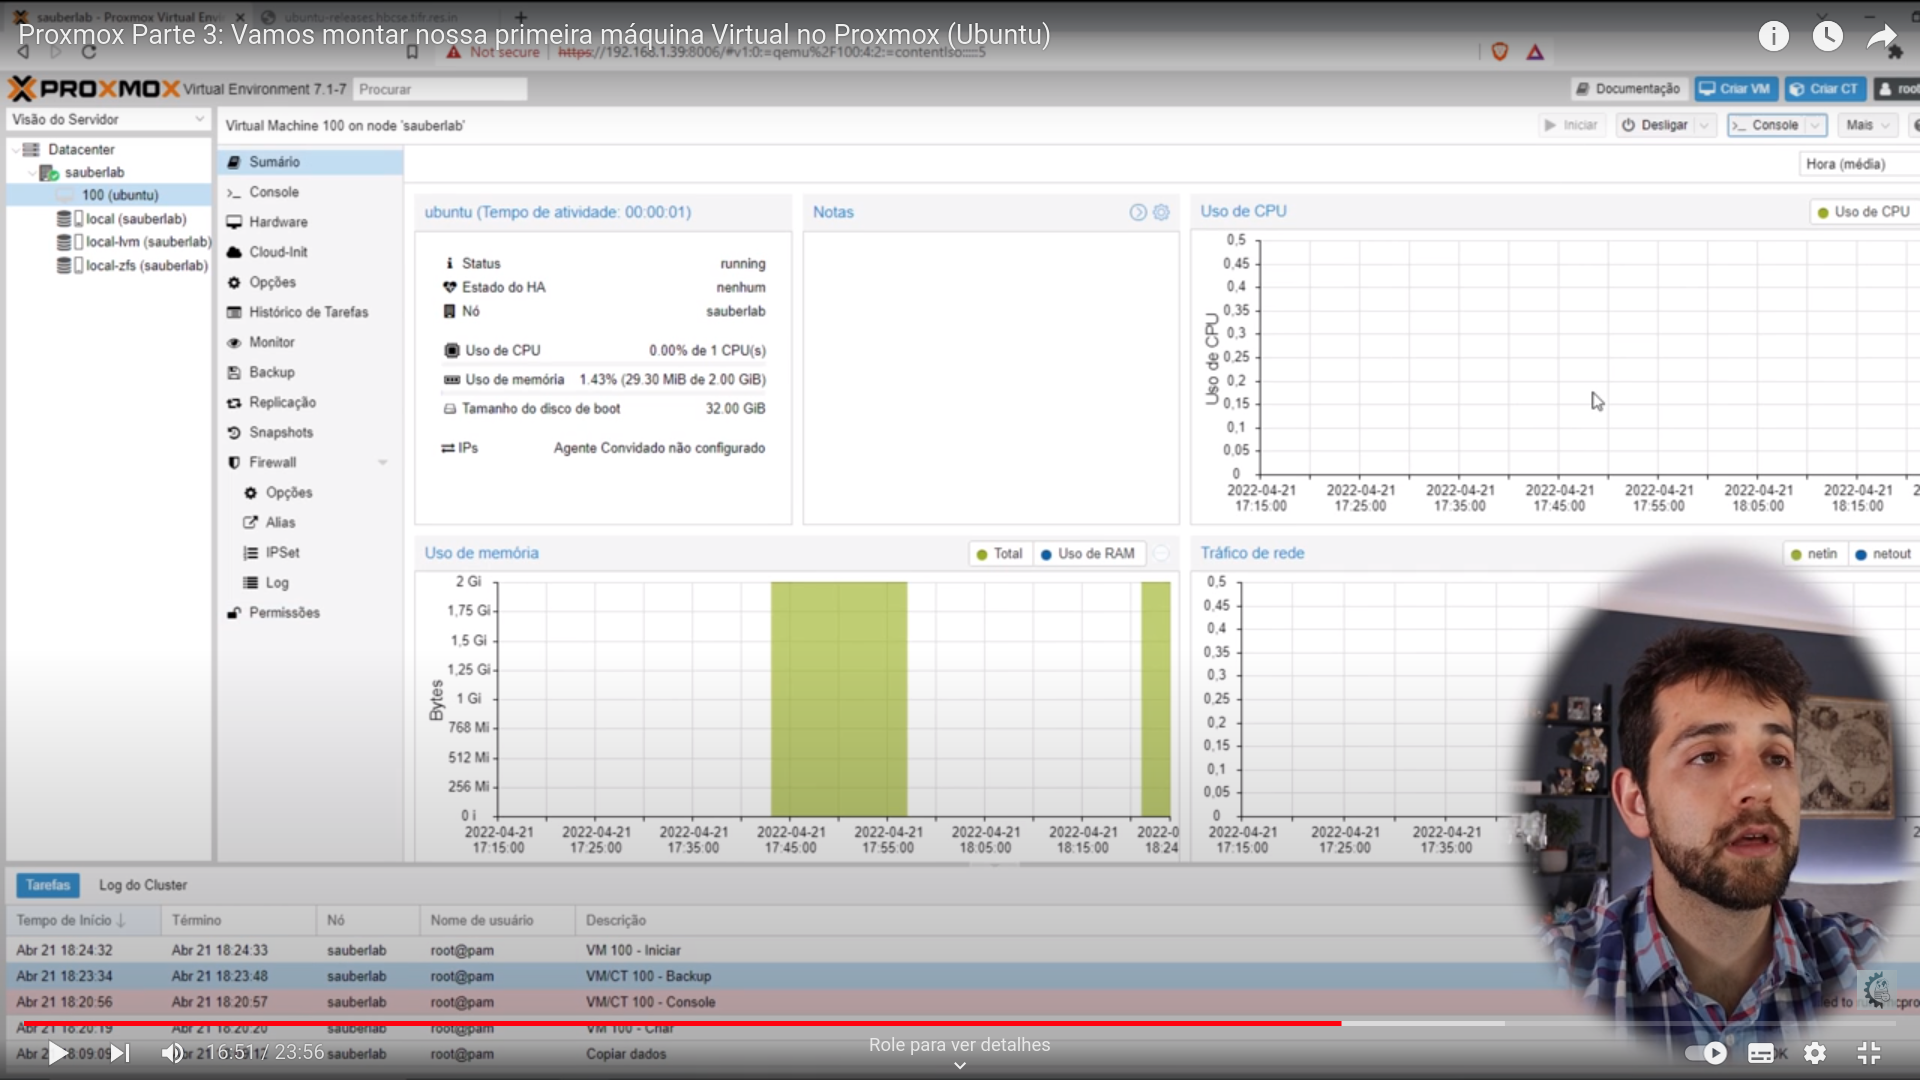 sauberlab - Proxmox Virtual Envi
ubuntu-releases.hbcse.tifr.res.in
Proxmox Parte 3: Vamos montar nossa primeira máquina Virtual no Proxmox (Ubuntu)
Not secure
https://192.168.1.39:8006/#v1:0:=qemu%2F100:4:2:=contentIso:::::5
PROXMOX Virtual Environment 7.1-7
Procurar
Documentação
Criar VM
Criar CT
root
Visão do Servidor
Virtual Machine 100 on node 'sauberlab'
Iniciar
Desligar
Console
Mais
Datacenter
sauberlab
100 (ubuntu)
local (sauberlab)
local-lvm (sauberlab)
local-zfs (sauberlab)
Sumário
Console
Hardware
Cloud-Init
Opções
Histórico de Tarefas
Monitor
Backup
Replicação
Snapshots
Firewall
Opções
Alias
IPSet
Log
Permissões
Hora (média)
ubuntu (Tempo de atividade: 00:00:01)
Status running
Estado do HA nenhum
Nó sauberlab
Uso de CPU 0.00% de 1 CPU(s)
Uso de memória 1.43% (29.30 MiB de 2.00 GiB)
Tamanho do disco de boot 32.00 GiB
IPs Agente Convidado não configurado
Notas
Uso de CPU
Uso de CPU
0,5
0,45
0,4
0,35
0,3
0,25
0,2
0,15
0,1
0,05
0
Uso de CPU
2022-04-21 2022-04-21 2022-04-21 2022-04-21 2022-04-21 2022-04-21 2022-04-21 2
17:15:00 17:25:00 17:35:00 17:45:00 17:55:00 18:05:00 18:15:00
Uso de memória
Total
Uso de RAM
2 Gi
1,75 Gi
1,5 Gi
1,25 Gi
1 Gi
768 Mi
512 Mi
256 Mi
0 i
Bytes
2022-04-21 2022-04-21 2022-04-21 2022-04-21 2022-04-21 2022-04-21 2022-04-21 2022-0
17:15:00 17:25:00 17:35:00 17:45:00 17:55:00 18:05:00 18:15:00 18:24
Tráfico de rede
netin
netout
0,5
0,45
0,4
0,35
0,3
0,25
0,2
0,15
0,1
0,05
0
2022-04-21 2022-04-21 2022-04-21
17:15:00 17:25:00 17:35:00
Tarefas
Log do Cluster
Tempo de Início Término Nó Nome de usuário Descrição
Abr 21 18:24:32 Abr 21 18:24:33 sauberlab root@pam VM 100 - Iniciar
Abr 21 18:23:34 Abr 21 18:23:48 sauberlab root@pam VM/CT 100 - Backup
Abr 21 18:20:56 Abr 21 18:20:57 sauberlab root@pam VM/CT 100 - Console
Abr 21 18:20:19 Abr 21 18:20:20 sauberlab root@pam VM 100 - Criar
sauberlab root@pam Copiar dados
16:51 / 23:56
Role para ver detalhes